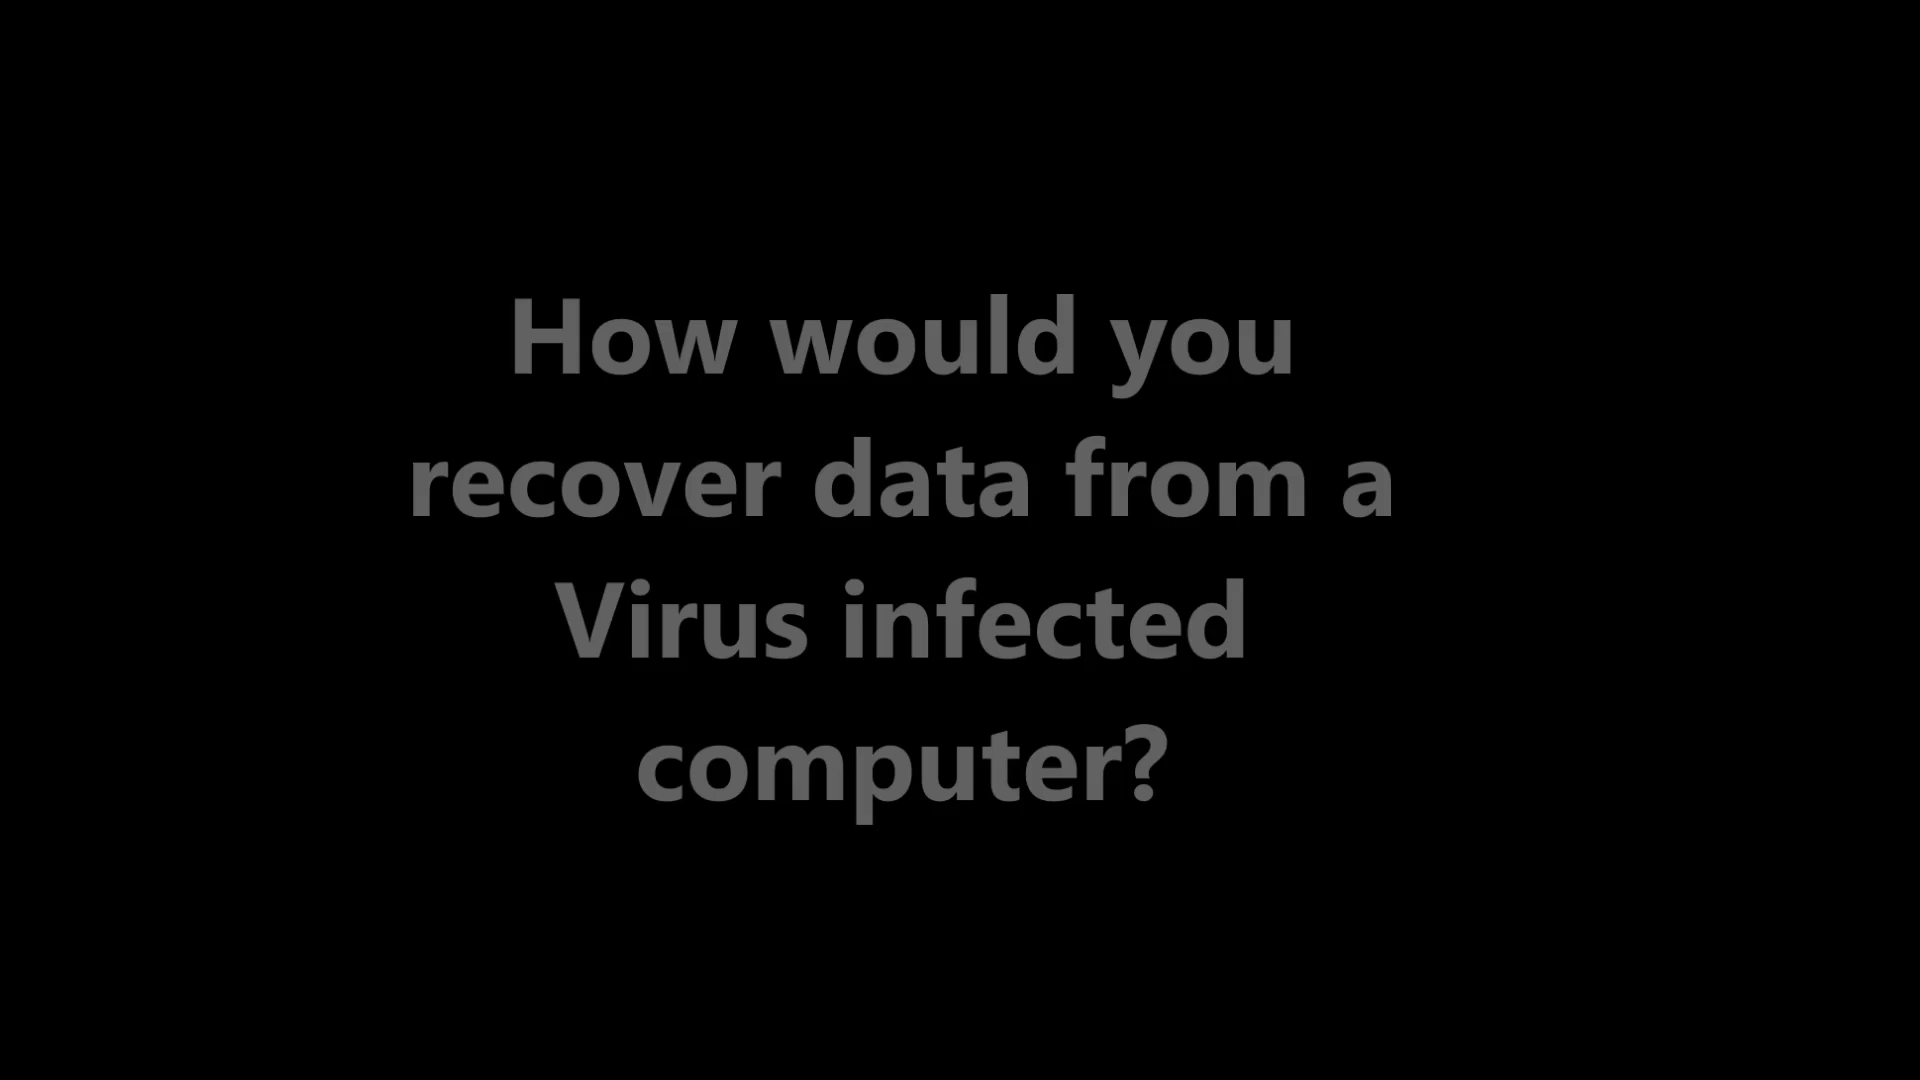 How would you
recover data from a
Virus infected
computer?